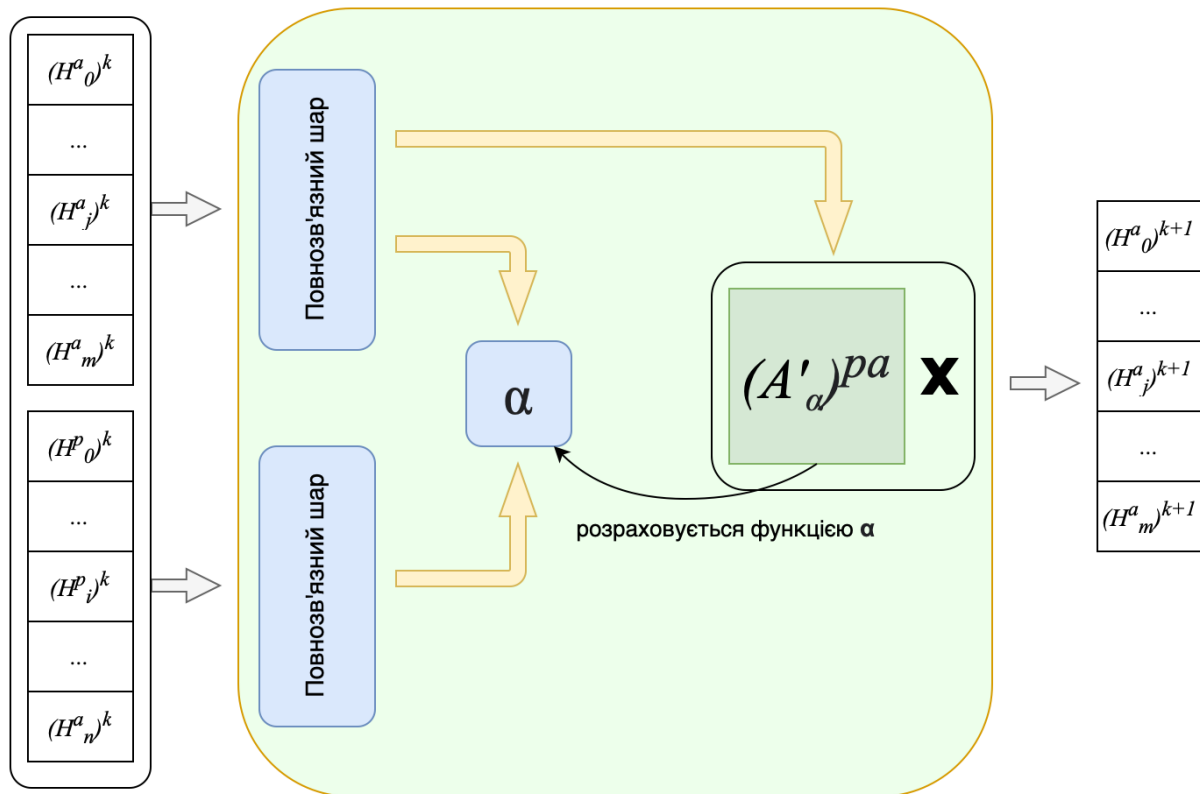 (H^a_0)^k
...
(H^a_j)^k
...
(H^a_m)^k
(H^p_0)^k
...
(H^p_i)^k
...
(H^a_n)^k
Повнозв'язний шар
Повнозв'язний шар
α
(A'_α)^{pa}
x
розраховується функцією α
(H^a_0)^{k+1}
...
(H^a_j)^{k+1}
...
(H^a_m)^{k+1}